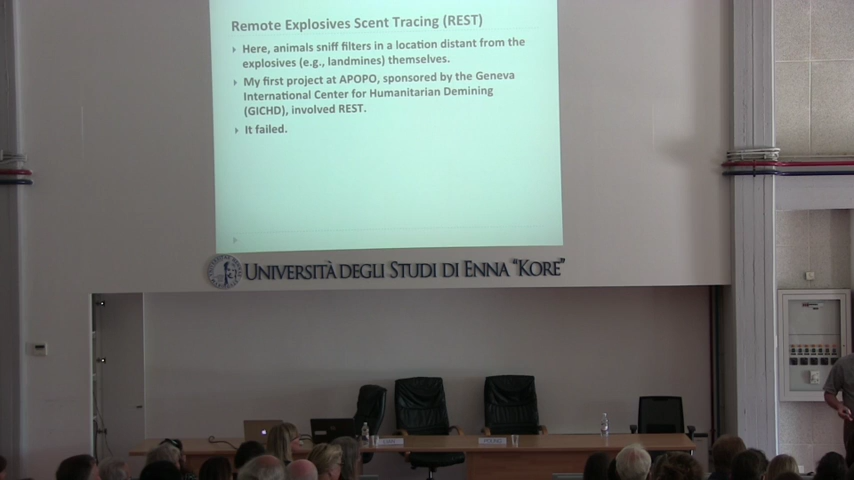 Remote Explosives Scent Tracing (REST)
Here, animals sniff filters in a location distant from the
explosives (e.g., landmines) themselves.
My first project at APOPO, sponsored by the Geneva
International Center for Humanitarian Demining
(GICHD), involved REST.
It failed.
UNIVERSITÀ DEGLI STUDI DI ENNA "KORE"